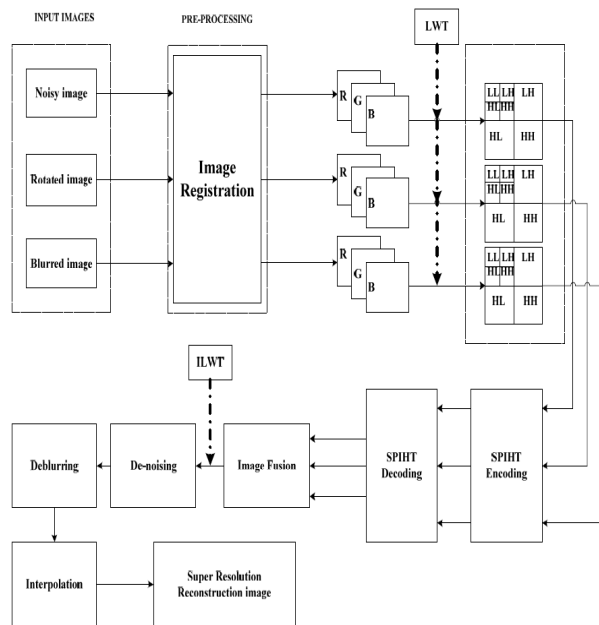 INPUT IMAGES
PRE-PROCESSING
LWT
Noisy image
Rotated image
Blurred image
Image
Registration
R
G
B
R
G
B
R
G
B
LL LH LH
HL HH
HL HH
LL LH LH
HL HH
HL HH
LL LH LH
HL HH
HL HH
ILWT
Deblurring
De-noising
Image Fusion
SPIHT
Decoding
SPIHT
Encoding
Interpolation
Super Resolution
Reconstruction image